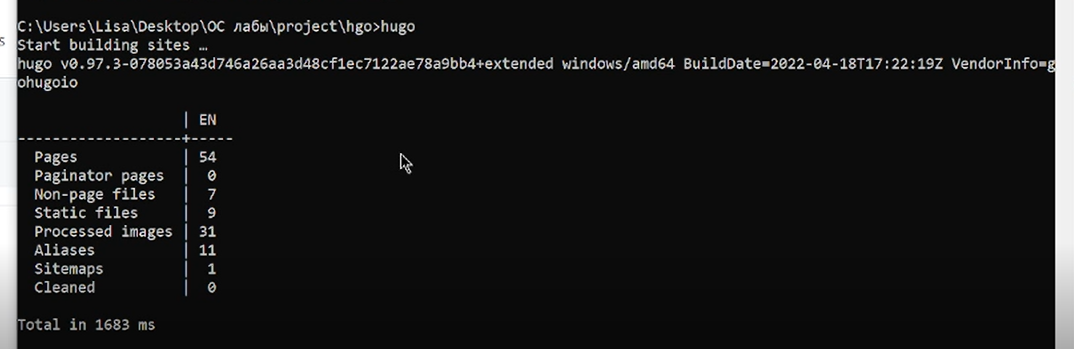 C:\Users\Lisa\Desktop\ОС лабы\project\hgo>hugo
Start building sites …
hugo v0.97.3-078053a43d746a26aa3d48cf1ec7122ae78a9bb4+extended windows/amd64 BuildDate=2022-04-18T17:22:19Z VendorInfo=g
ohugoio
                   | EN
-------------------+-----
  Pages            | 54
  Paginator pages  |  0
  Non-page files   |  7
  Static files     |  9
  Processed images | 31
  Aliases          | 11
  Sitemaps         |  1
  Cleaned          |  0
Total in 1683 ms